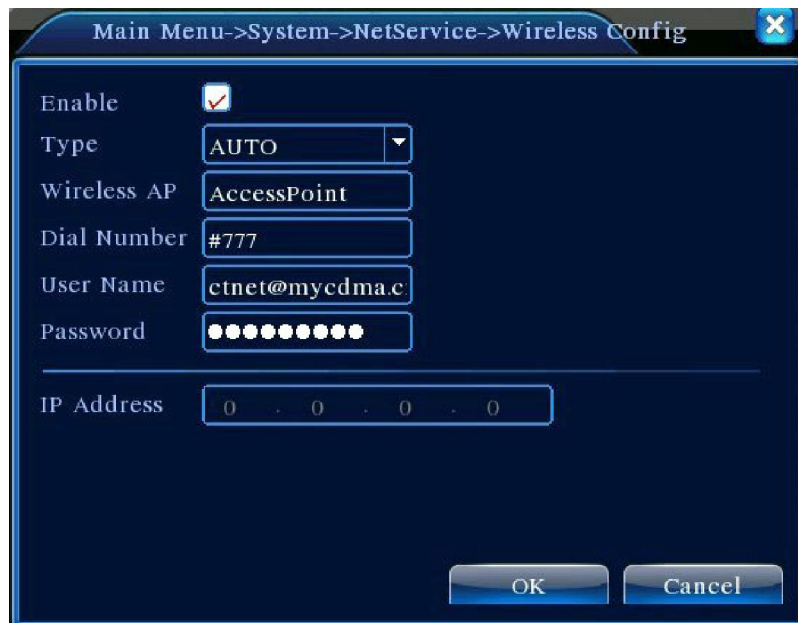 Main Menu->System->NetService->Wireless Config
Enable
Type AUTO
Wireless AP AccessPoint
Dial Number #777
User Name ctnet@mycdma.c
Password ●●●●●●●●●
IP Address 0 . 0 . 0 . 0
OK Cancel